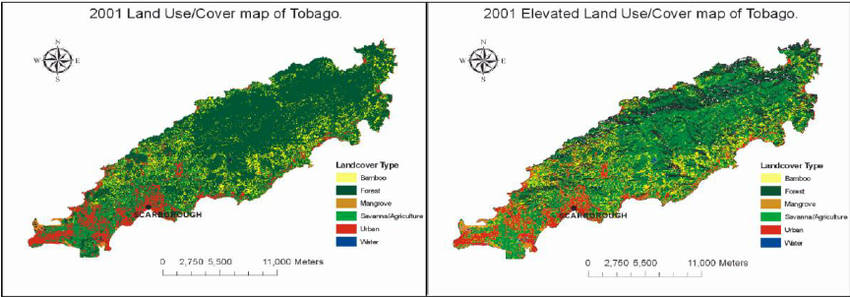 2001 Land Use/Cover map of Tobago.
N
W E
S
Landcover Type
Bamboo
Forest
Mangrove
Savanna/Agriculture
Urban
Water
SCARBOROUGH
0 2,750 5,500 11,000 Meters
2001 Elevated Land Use/Cover map of Tobago.
N
W E
S
Landcover Type
Bamboo
Forest
Mangrove
Savanna/Agriculture
Urban
Water
SCARBOROUGH
0 2,750 5,500 11,000 Meters